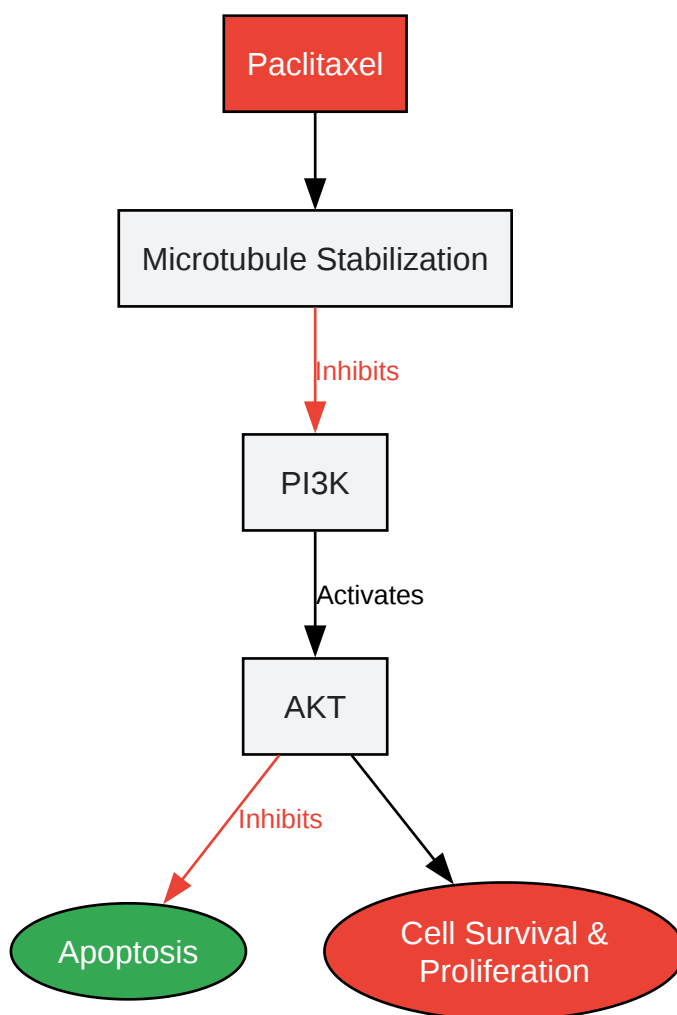 Paclitaxel
Microtubule Stabilization
Inhibits
PI3K
Activates
AKT
Inhibits
Apoptosis
Cell Survival &
Proliferation